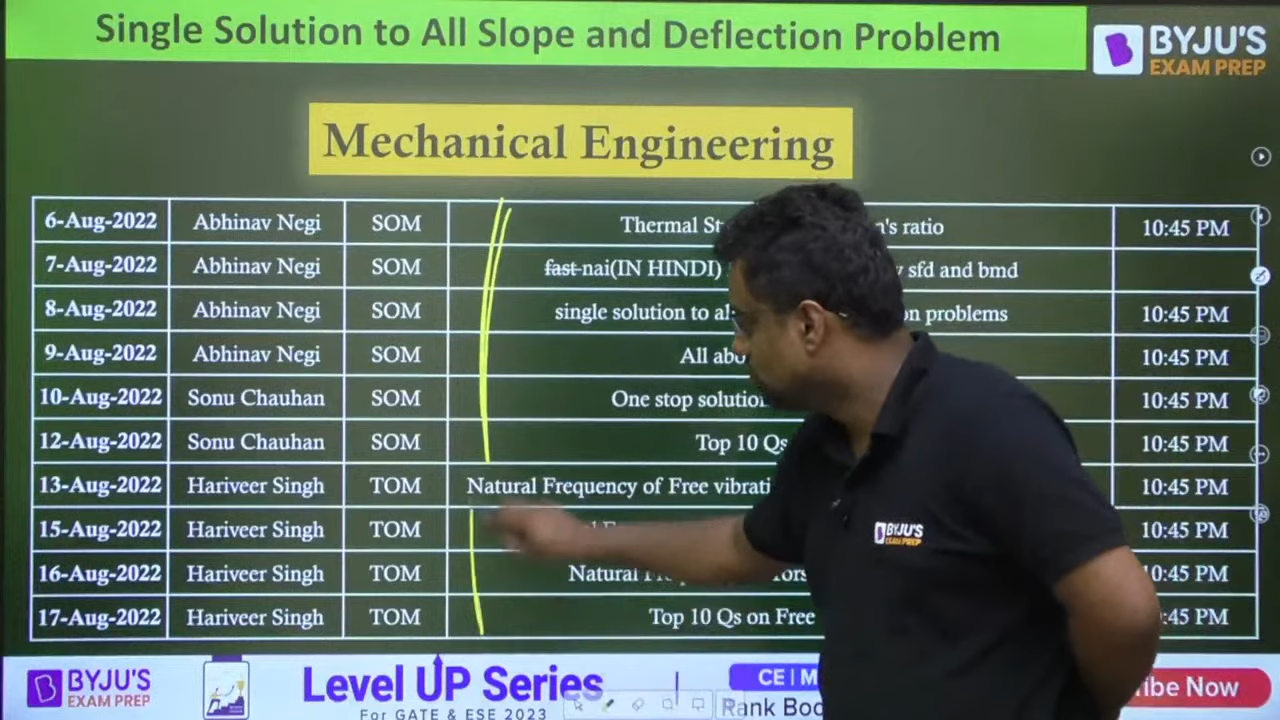 Single Solution to All Slope and Deflection Problem
BYJU'S
EXAM PREP
Mechanical Engineering
6-Aug-2022 Abhinav Negi SOM Thermal St n's ratio 10:45 PM
7-Aug-2022 Abhinav Negi SOM fast nai(IN HINDI) sfd and bmd
8-Aug-2022 Abhinav Negi SOM single solution to al on problems 10:45 PM
9-Aug-2022 Abhinav Negi SOM All abo 10:45 PM
10-Aug-2022 Sonu Chauhan SOM One stop solution 10:45 PM
12-Aug-2022 Sonu Chauhan SOM Top 10 Qs 10:45 PM
13-Aug-2022 Hariveer Singh TOM Natural Frequency of Free vibrati 10:45 PM
15-Aug-2022 Hariveer Singh TOM 10:45 PM
16-Aug-2022 Hariveer Singh TOM Natural 10:45 PM
17-Aug-2022 Hariveer Singh TOM Top 10 Qs on Free :45 PM
BYJU'S
EXAM PREP
BYJU'S
EXAM PREP
Level UP Series
For GATE & ESE 2023
CE | M
Rank Boo
ibe Now